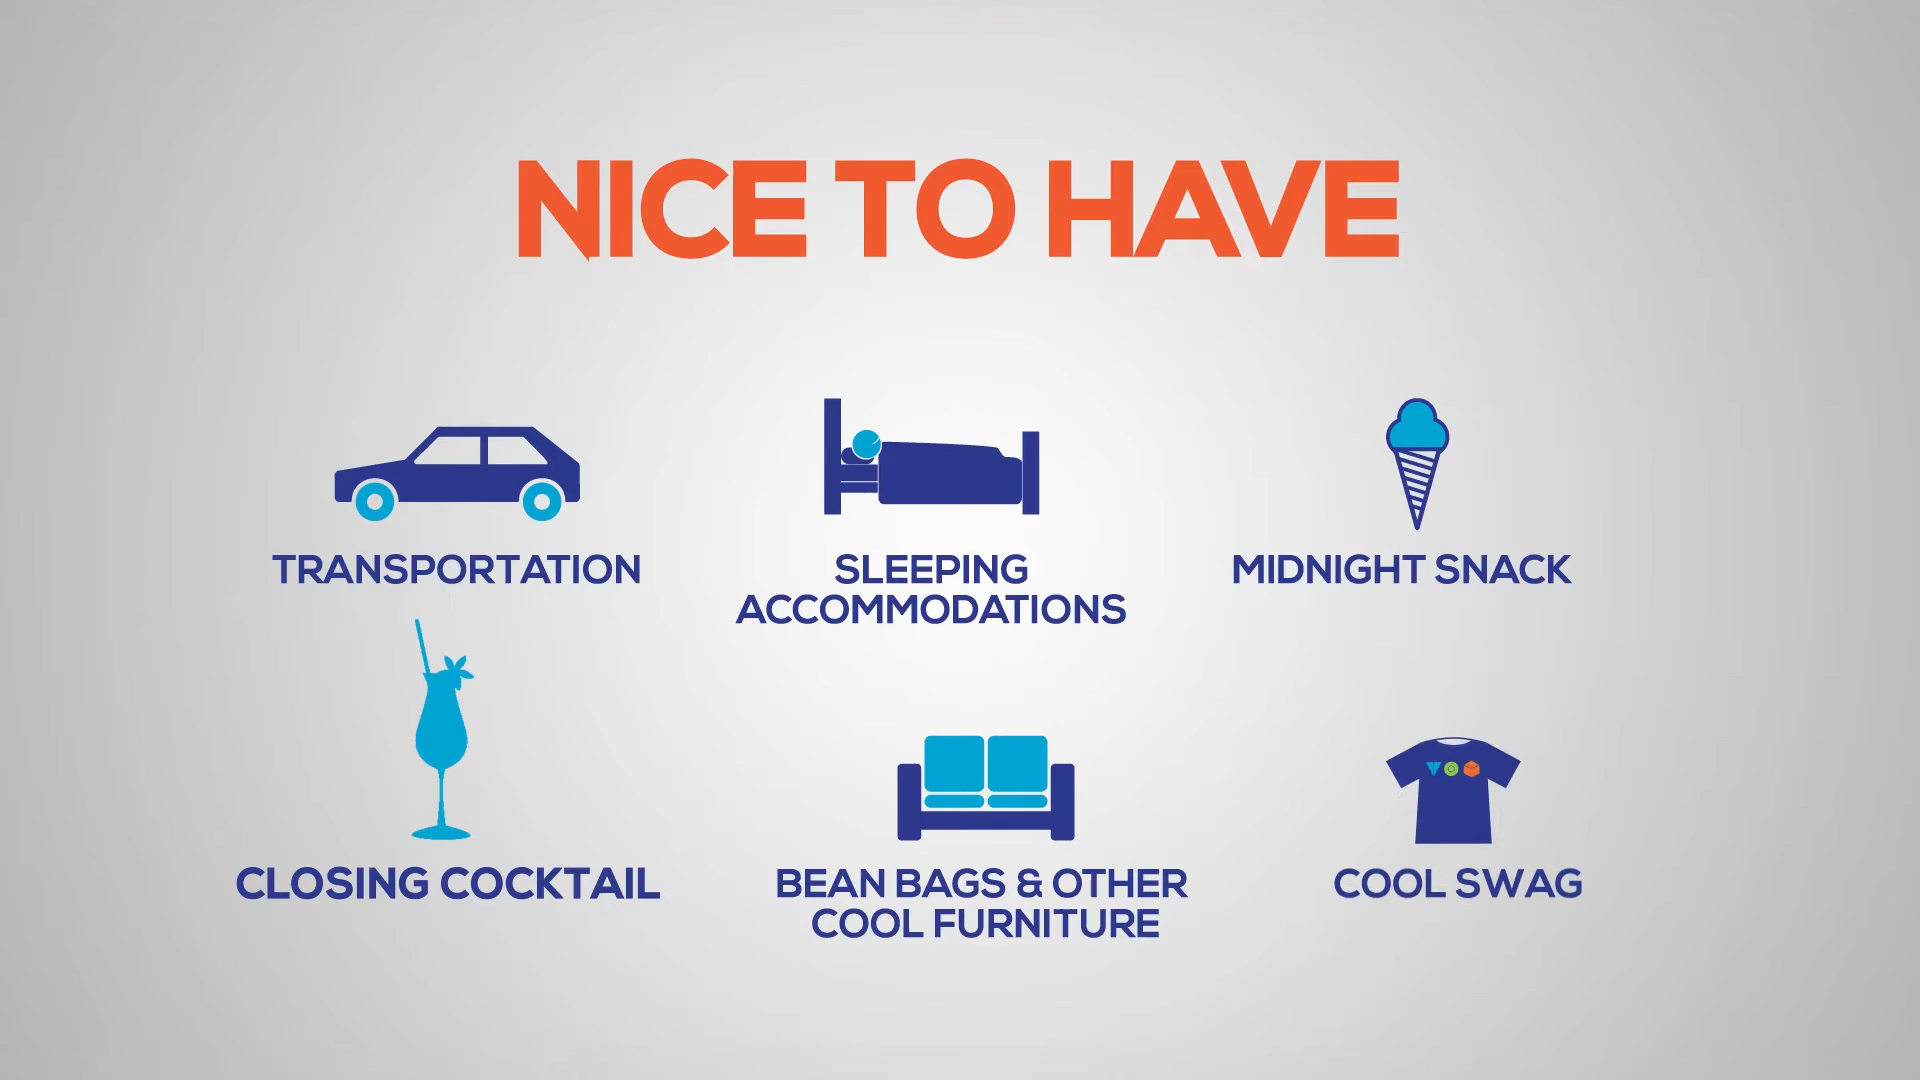 NICE TO HAVE
TRANSPORTATION
SLEEPING
ACCOMMODATIONS
MIDNIGHT SNACK
CLOSING COCKTAIL
BEAN BAGS & OTHER
COOL FURNITURE
COOL SWAG